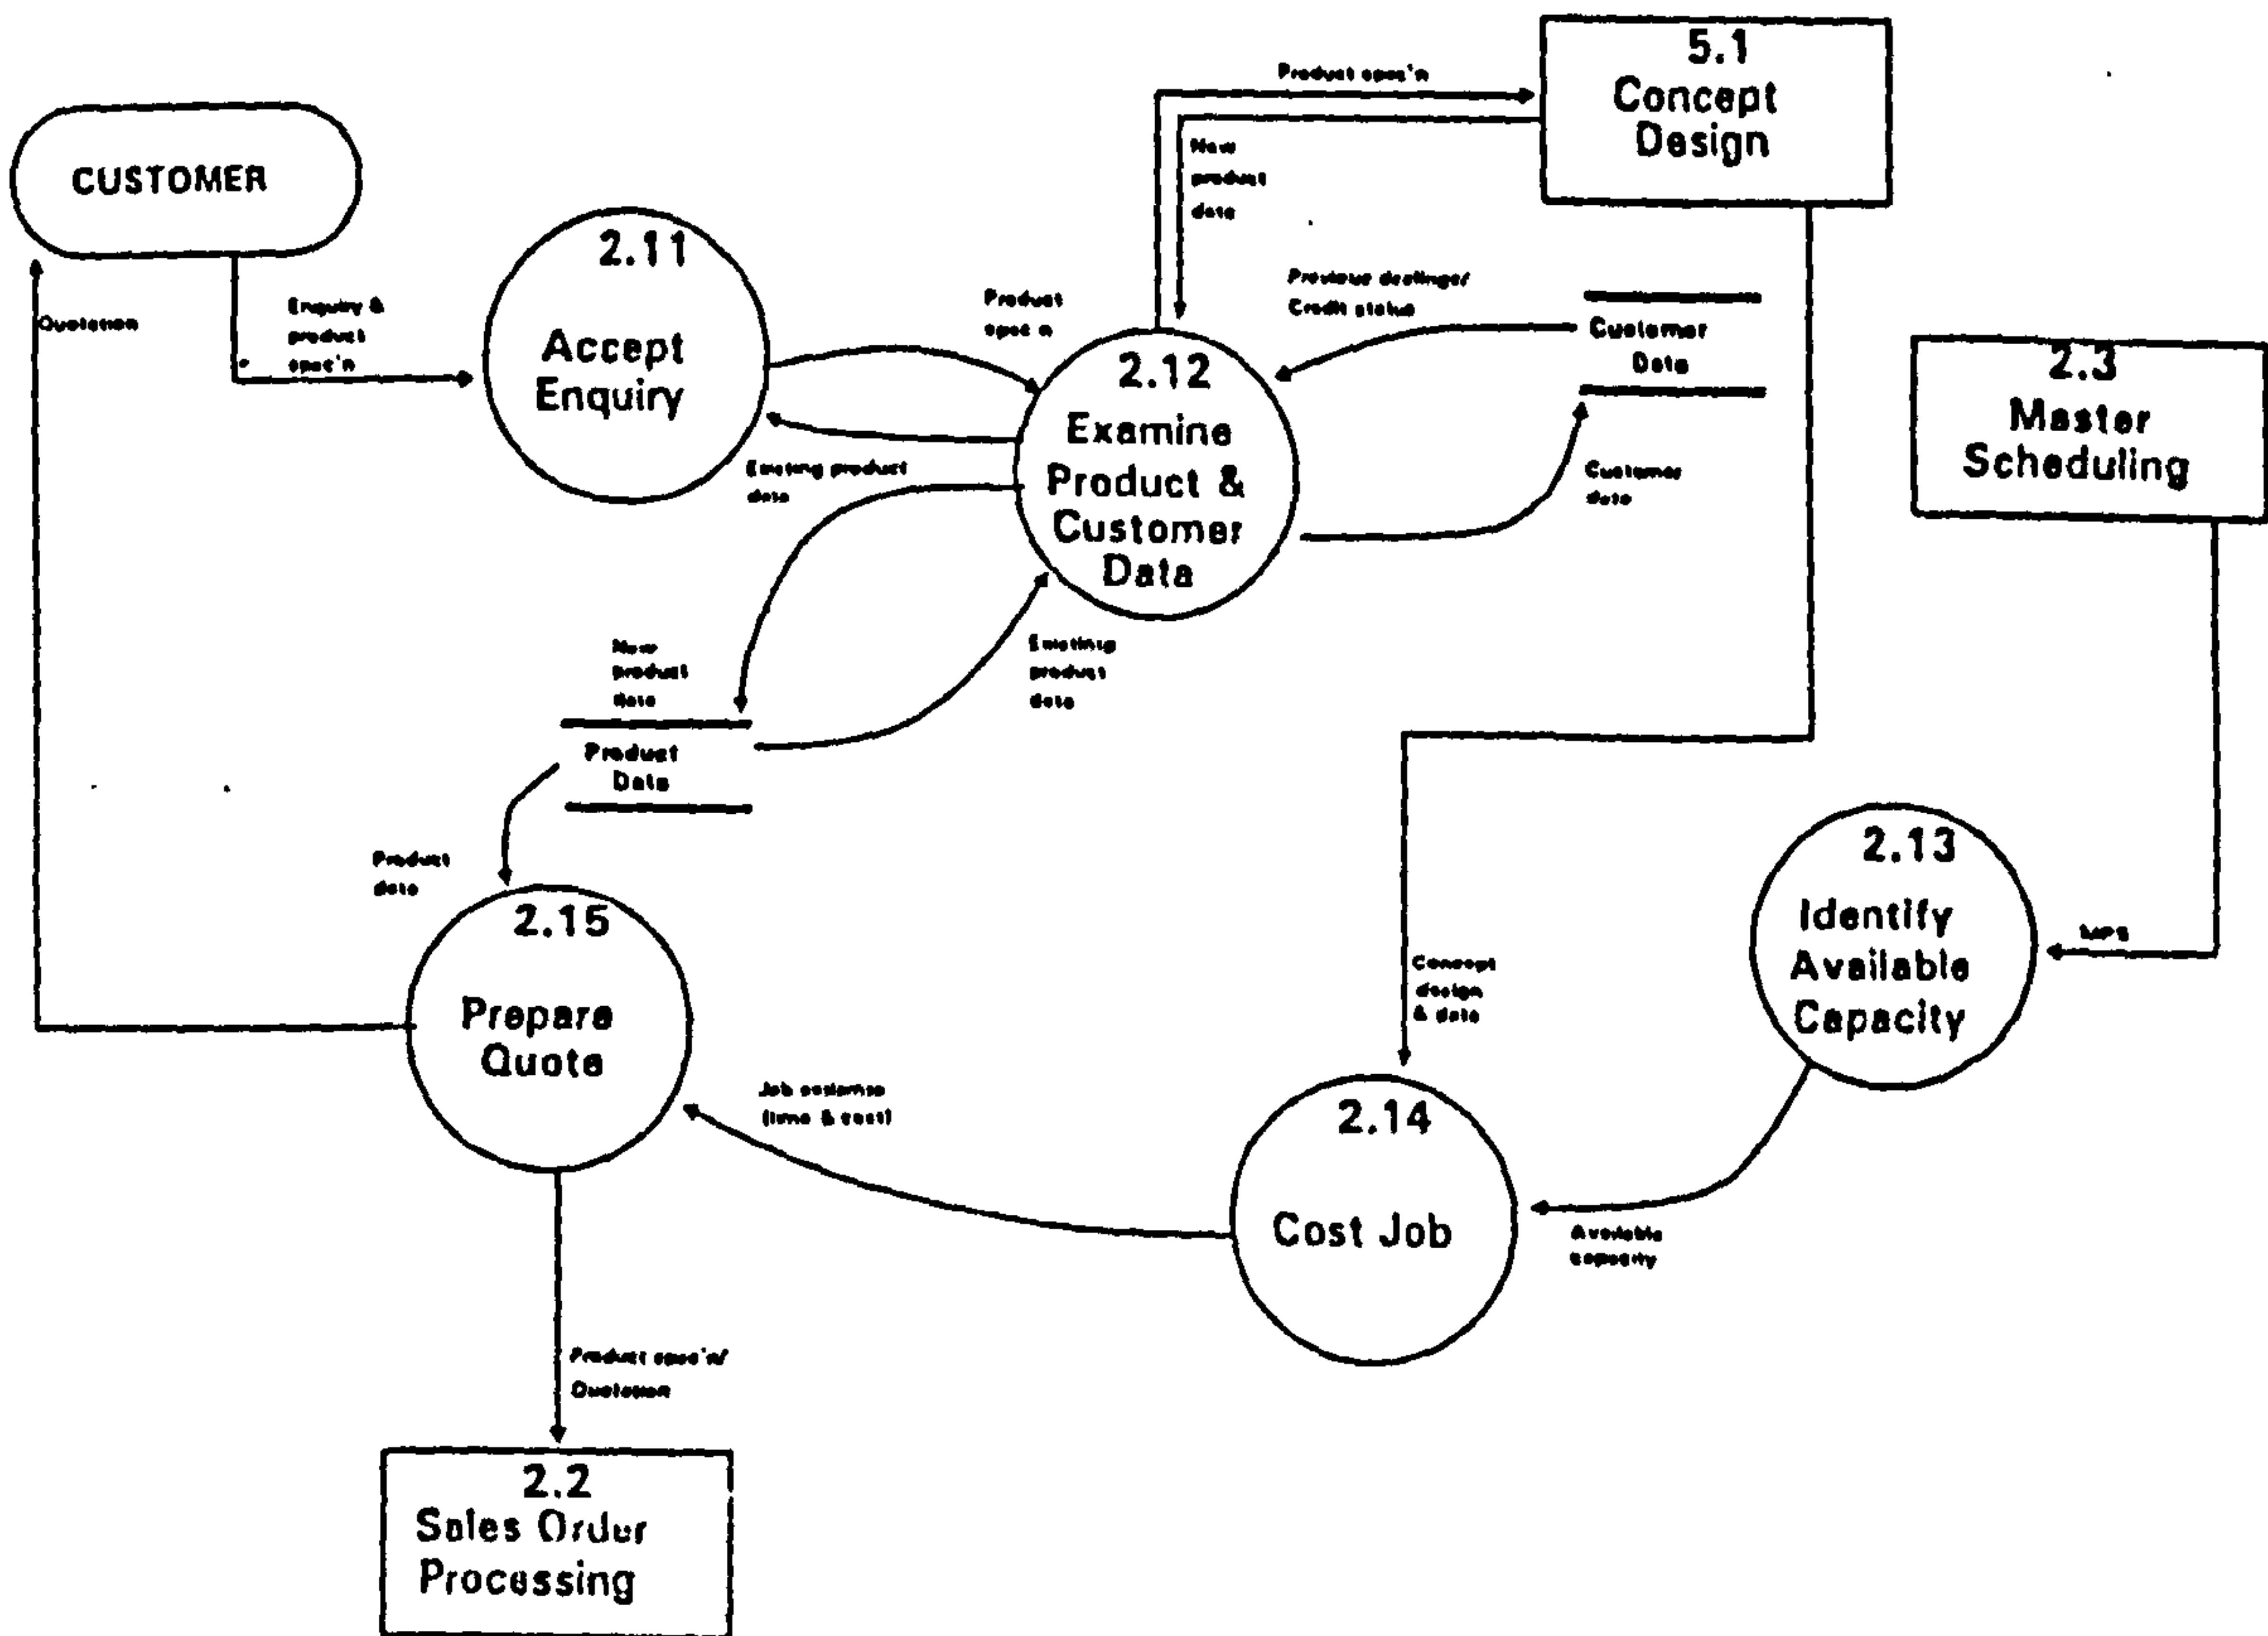 5.1
Concept
Design
Product spec'n
New
product
data
CUSTOMER
2.11
Accept
Enquiry
Quotation
Enquiry &
product
spec'n
Product
spec'n
Previous dealings/
Credit status
Customer
Data
2.12
Examine
Product &
Customer
Data
2.3
Master
Scheduling
Existing product
data
Customer
data
New
product
data
Existing
product
data
Product
Data
Product
data
2.13
Identify
Available
Capacity
MPS
2.15
Prepare
Quote
Concept
design
& data
Job estimate
(time & cost)
2.14
Cost Job
Available
capacity
Product spec'n/
Quotation
2.2
Sales Order
Processing